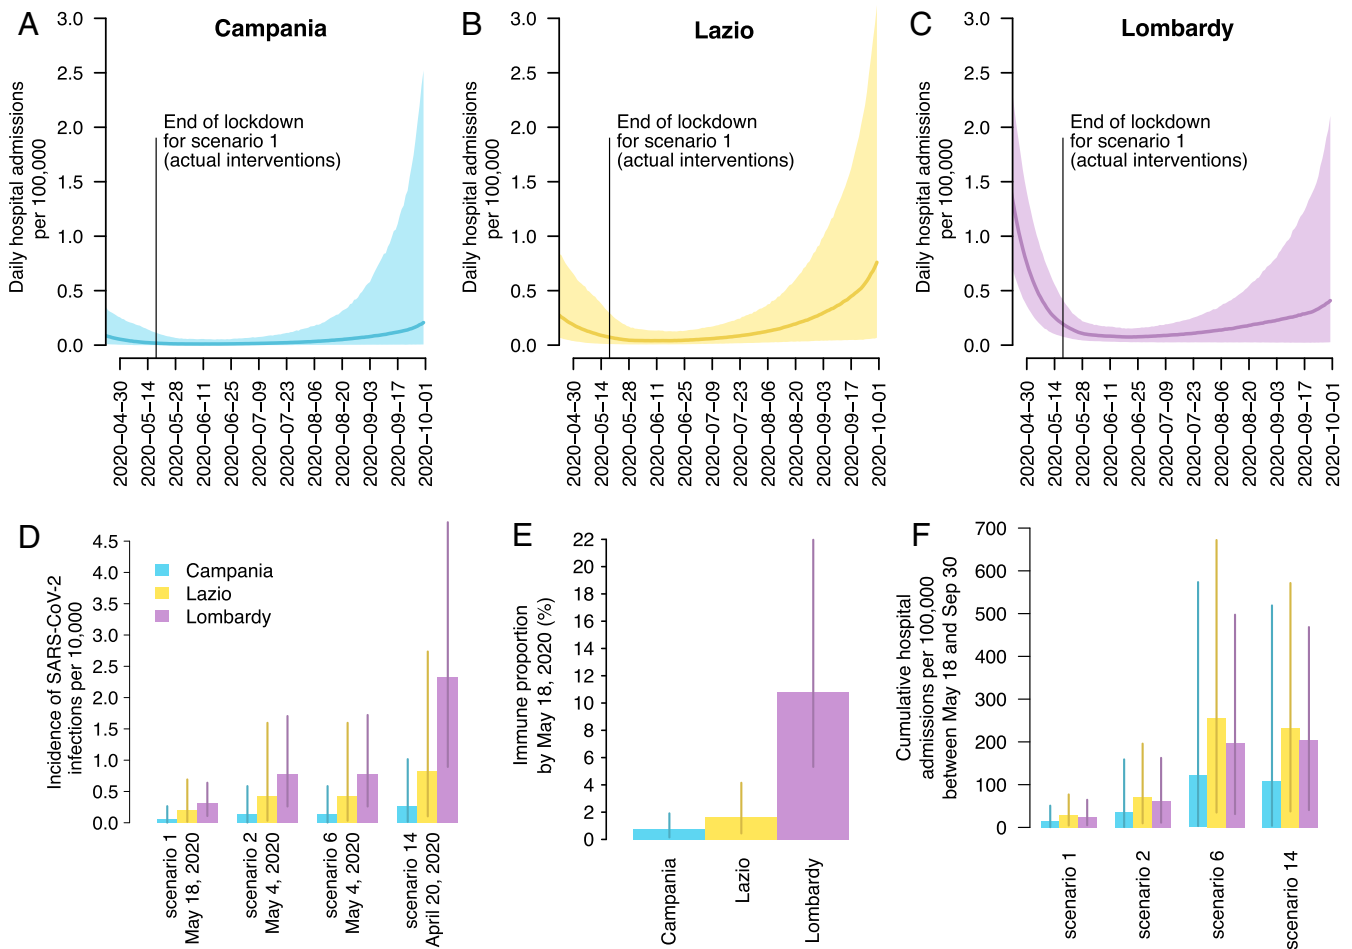 A
Campania
Daily hospital admissions
per 100,000
3.0
2.5
2.0
1.5
1.0
0.5
0.0
End of lockdown
for scenario 1
(actual interventions)
2020−04−30
2020−05−14
2020−05−28
2020−06−11
2020−06−25
2020−07−09
2020−07−23
2020−08−06
2020−08−20
2020−09−03
2020−09−17
2020−10−01
B
Lazio
Daily hospital admissions
per 100,000
3.0
2.5
2.0
1.5
1.0
0.5
0.0
End of lockdown
for scenario 1
(actual interventions)
2020−04−30
2020−05−14
2020−05−28
2020−06−11
2020−06−25
2020−07−09
2020−07−23
2020−08−06
2020−08−20
2020−09−03
2020−09−17
2020−10−01
C
Lombardy
Daily hospital admissions
per 100,000
3.0
2.5
2.0
1.5
1.0
0.5
0.0
End of lockdown
for scenario 1
(actual interventions)
2020−04−30
2020−05−14
2020−05−28
2020−06−11
2020−06−25
2020−07−09
2020−07−23
2020−08−06
2020−08−20
2020−09−03
2020−09−17
2020−10−01
D
Incidence of SARS-CoV-2
infections per 10,000
4.5
4.0
3.5
3.0
2.5
2.0
1.5
1.0
0.5
0.0
Campania
Lazio
Lombardy
scenario 1
May 18, 2020
scenario 2
May 4, 2020
scenario 6
May 4, 2020
scenario 14
April 20, 2020
E
Immune proportion
by May 18, 2020 (%)
22
20
18
16
14
12
10
8
6
4
2
0
Campania
Lazio
Lombardy
F
Cumulative hospital
admissions per 100,000
between May 18 and Sep 30
700
600
500
400
300
200
100
0
scenario 1
scenario 2
scenario 6
scenario 14